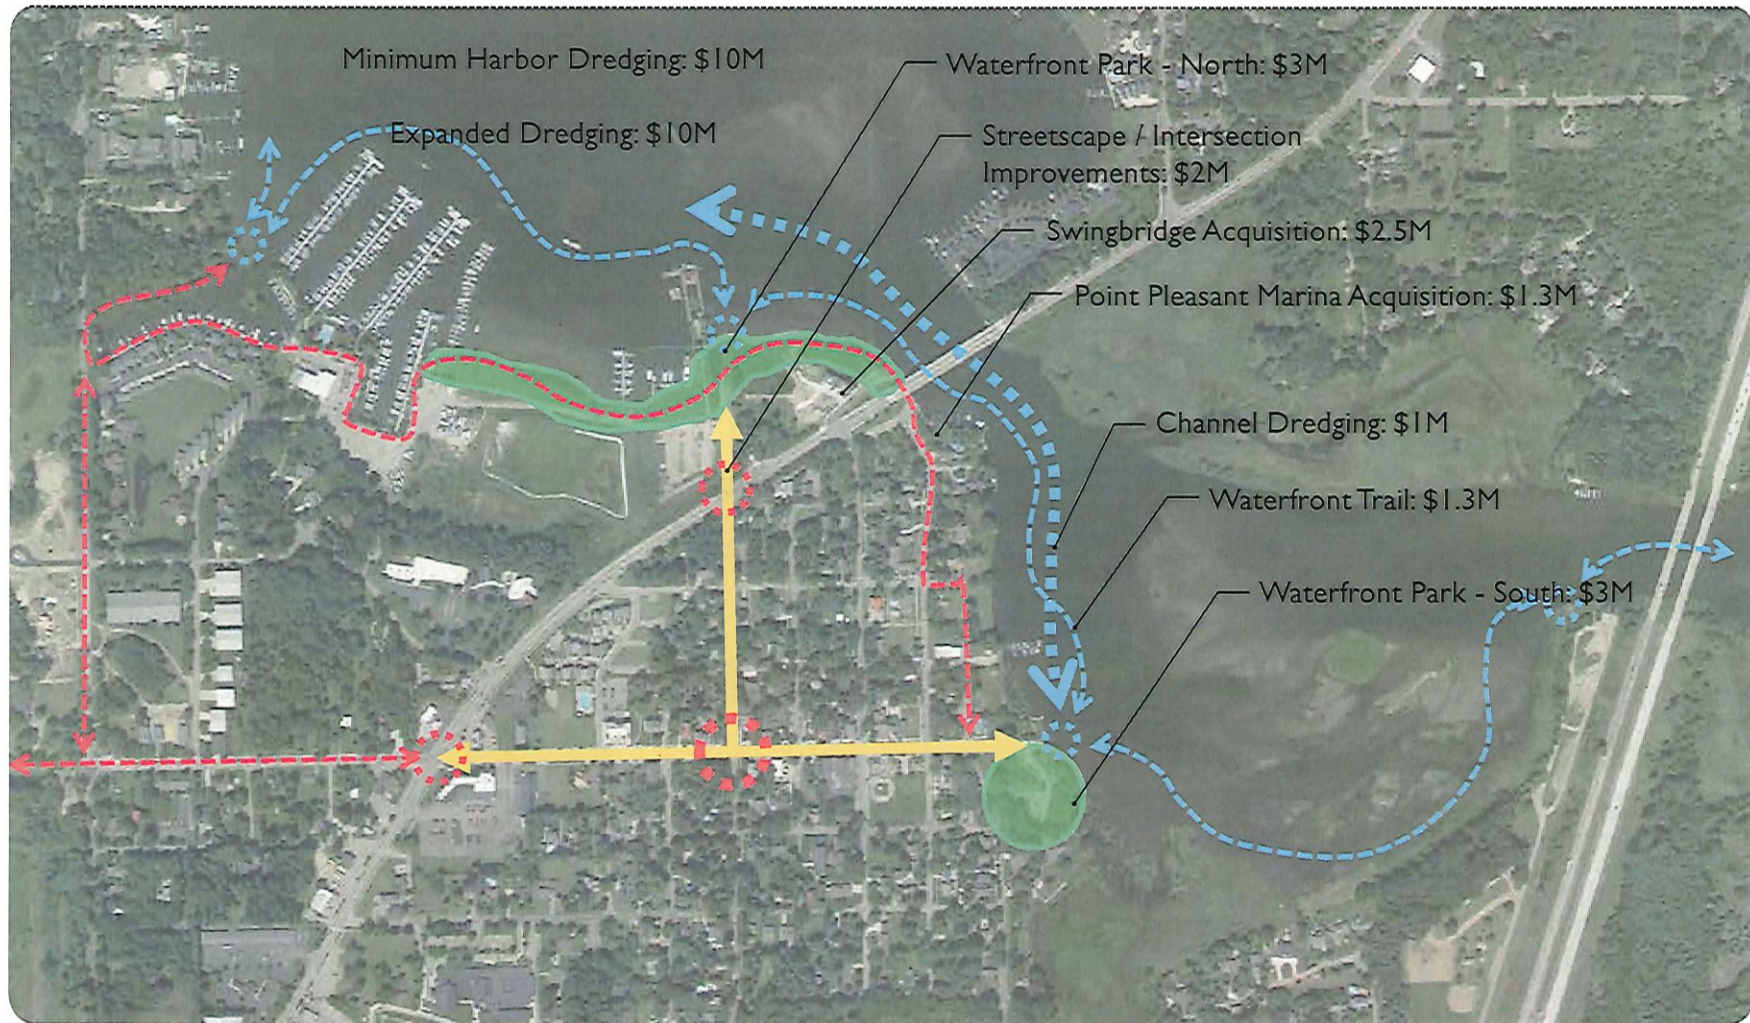 Minimum Harbor Dredging: $10M
Expanded Dredging: $10M
Waterfront Park - North: $3M
Streetscape / Intersection
Improvements: $2M
Swingbridge Acquisition: $2.5M
Point Pleasant Marina Acquisition: $1.3M
Channel Dredging: $1M
Waterfront Trail: $1.3M
Waterfront Park - South: $3M